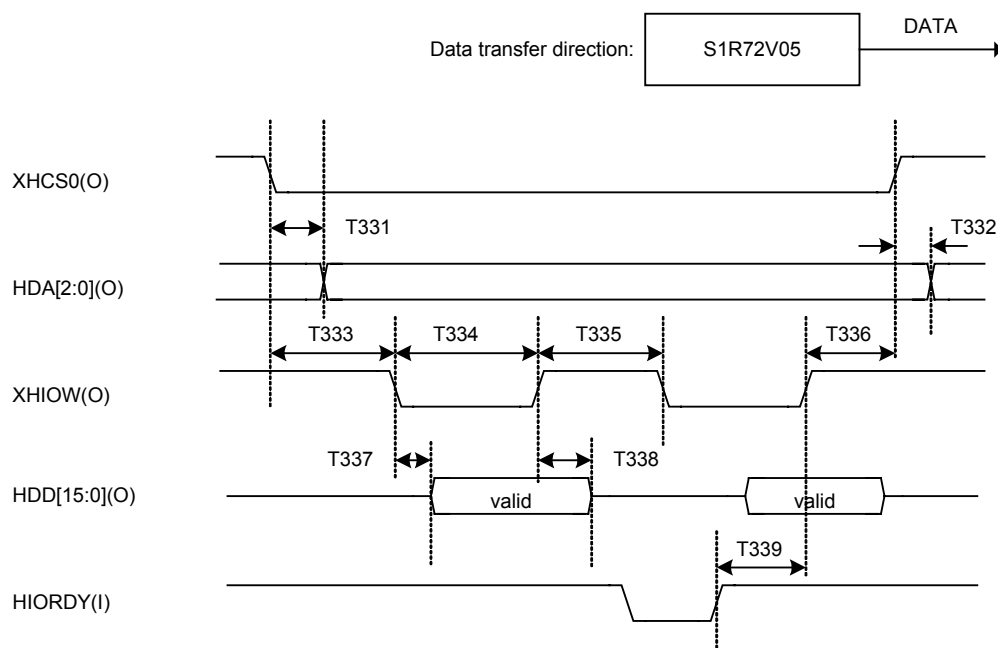 DATA
Data transfer direction: S1R72V05
XHCS0(O)
T331 T332
HDA[2:0](O)
T333 T334 T335 T336
XHIOW(O)
T337 T338
HDD[15:0](O) valid valid
T339
HIORDY(I)